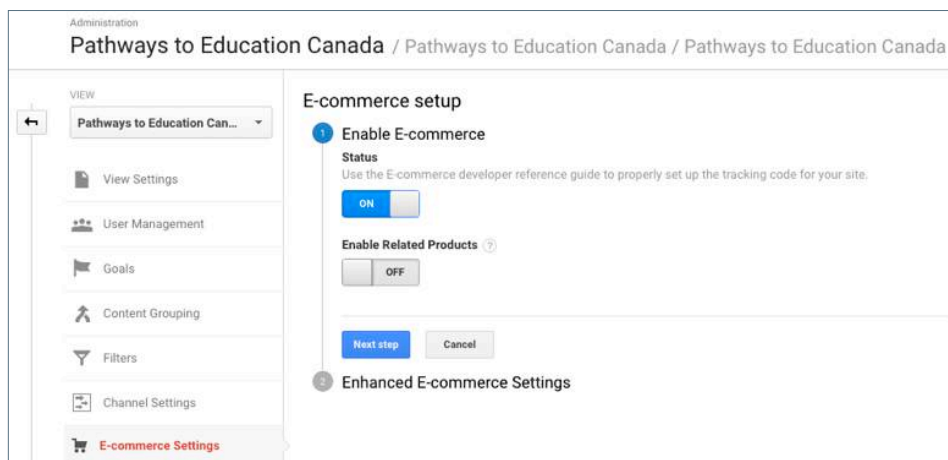 Administration
Pathways to Education Canada / Pathways to Education Canada / Pathways to Education Canada
VIEW
Pathways to Education Can...
View Settings
User Management
Goals
Content Grouping
Filters
Channel Settings
E-commerce Settings
E-commerce setup
1 Enable E-commerce
Status
Use the E-commerce developer reference guide to properly set up the tracking code for your site.
ON
Enable Related Products ?
OFF
Next step Cancel
2 Enhanced E-commerce Settings